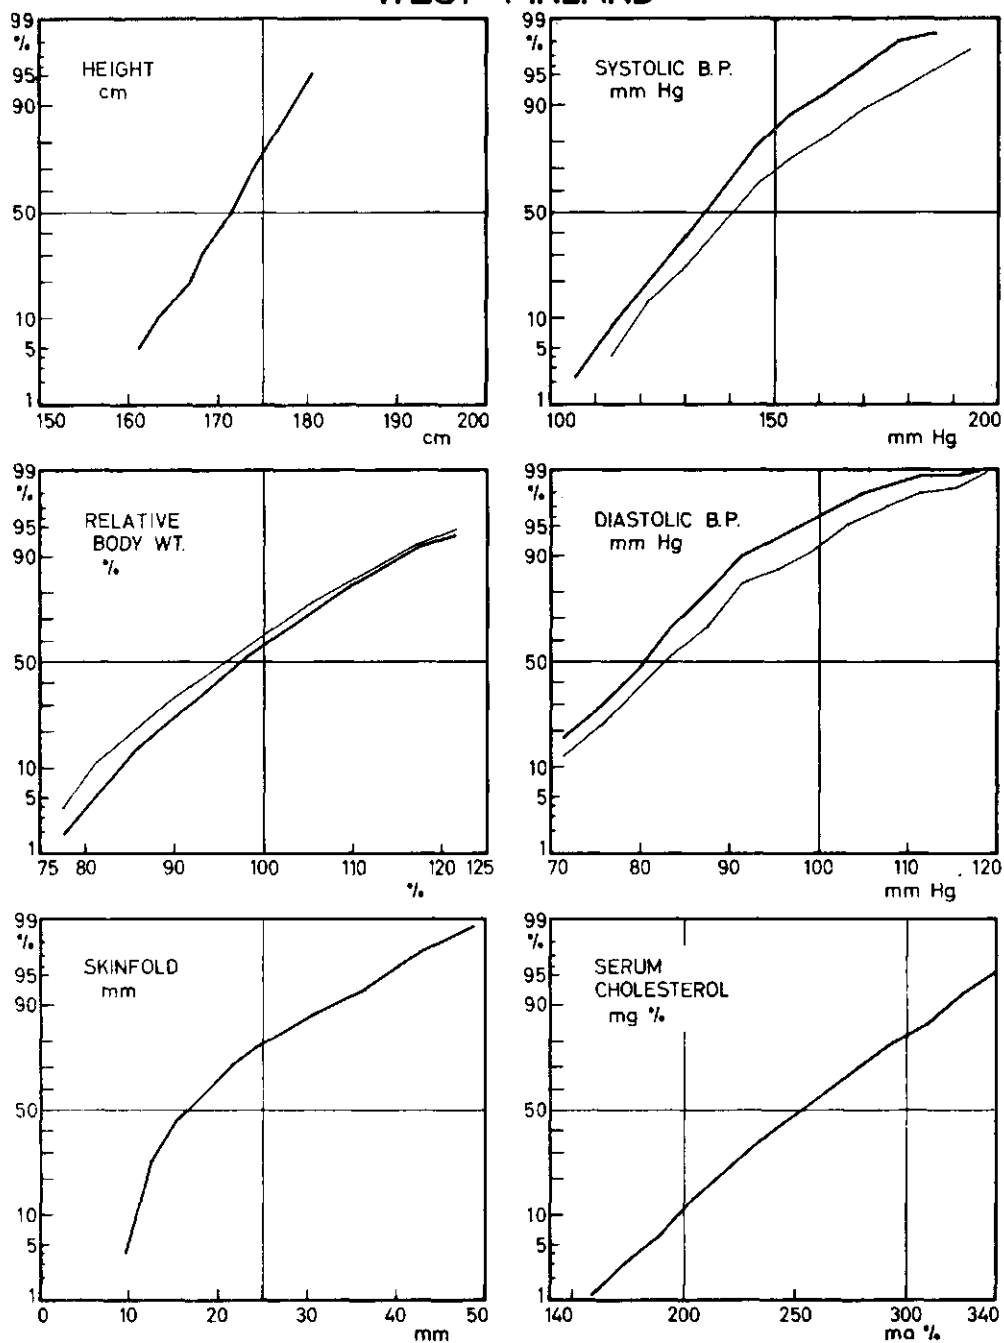 WEST FINLAND
99
%
95
90
50
10
5
1
HEIGHT
cm
150 160 170 180 190 200
cm
99
%
95
90
50
10
5
1
SYSTOLIC B.P.
mm Hg
100 150 200
mm Hg
99
%
95
90
50
10
5
1
RELATIVE
BODY WT.
%
75 80 90 100 110 120 125
%
99
%
95
90
50
10
5
1
DIASTOLIC B.P.
mm Hg
70 80 90 100 110 120
mm Hg
99
%
95
90
50
10
5
1
SKINFOLD
mm
0 10 20 30 40 50
mm
99
%
95
90
50
10
5
1
SERUM
CHOLESTEROL
mg %
140 200 250 300 340
mg %